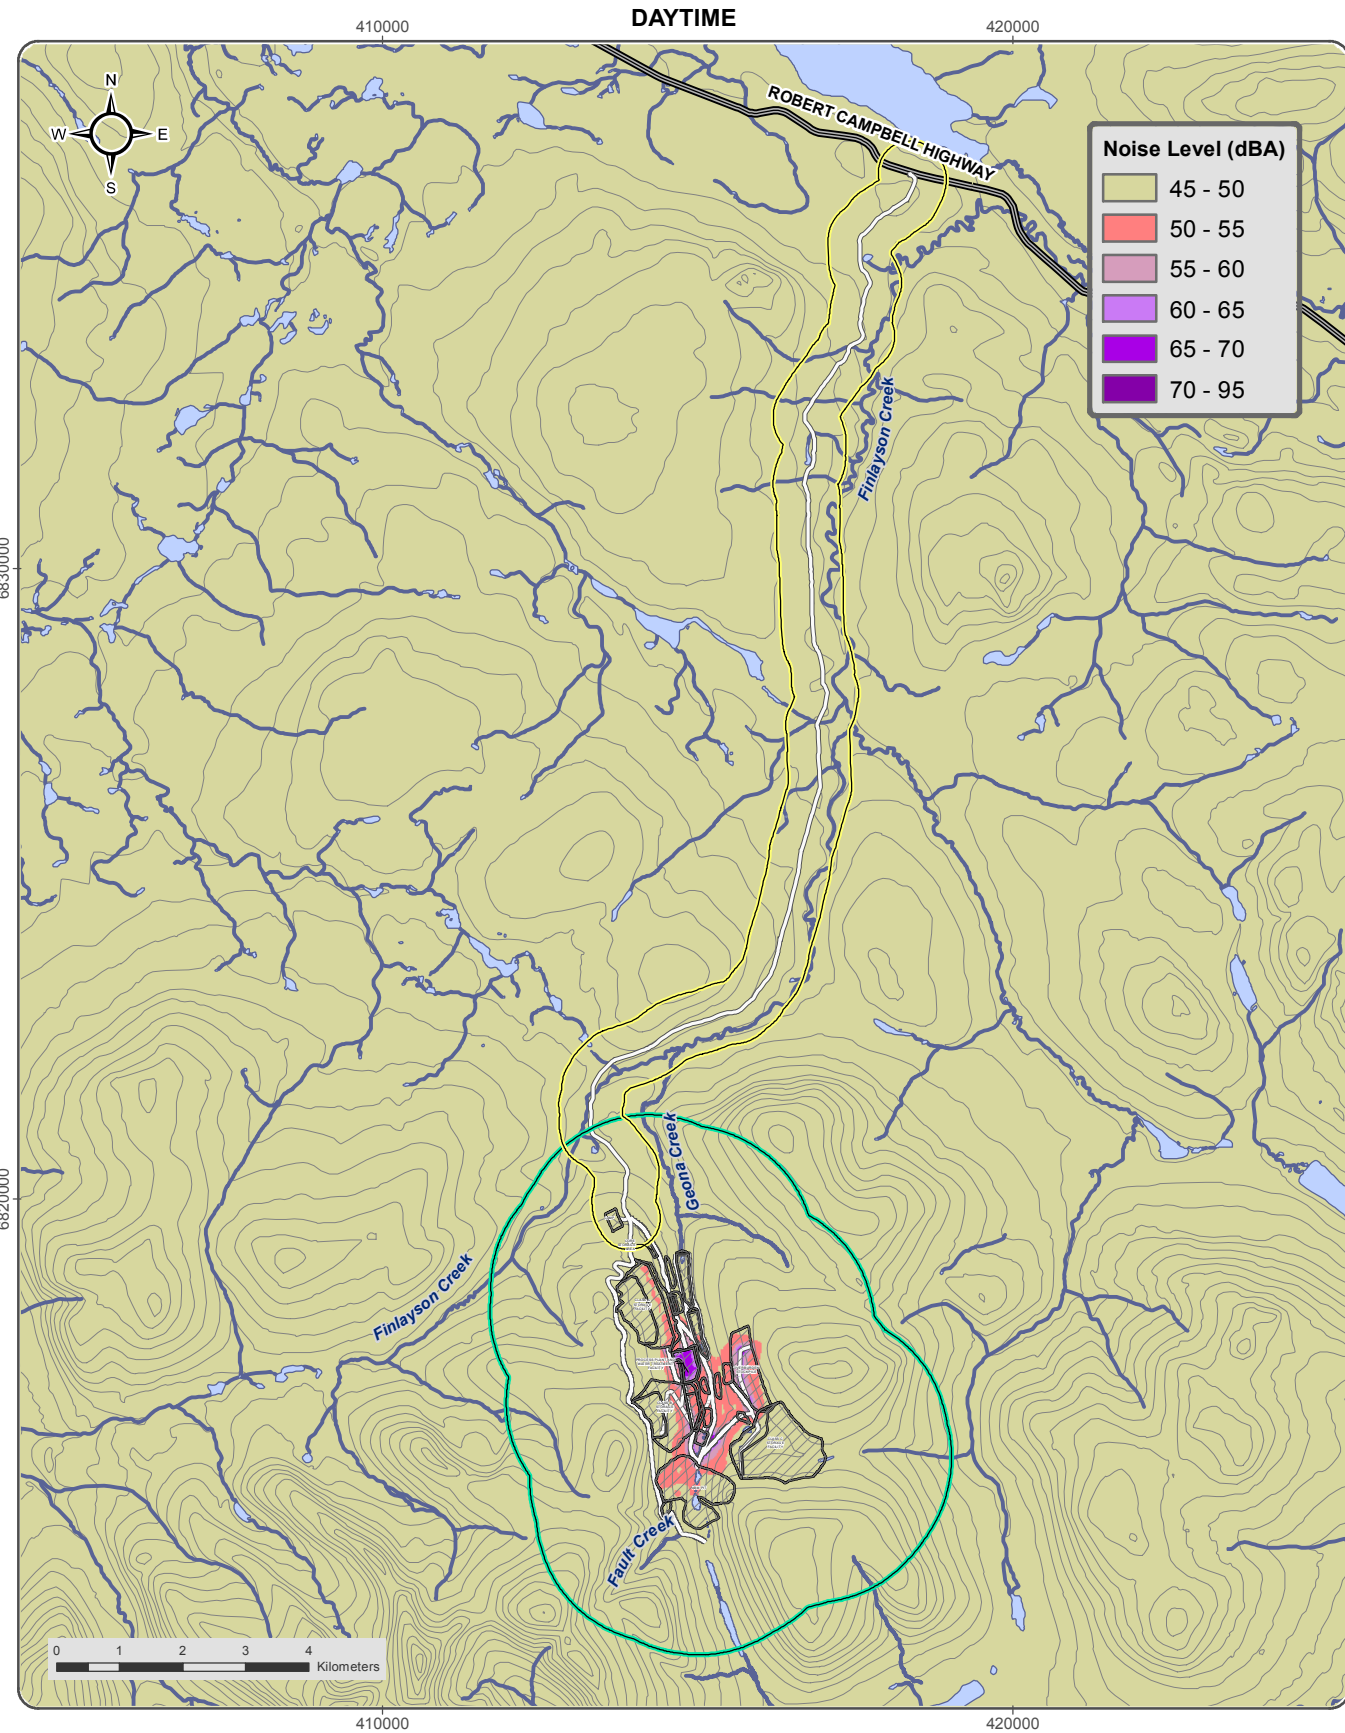 DAYTIME
410000
420000
N
W
E
S
ROBERT CAMPBELL HIGHWAY
Noise Level (dBA)
45 - 50
50 - 55
55 - 60
60 - 65
65 - 70
70 - 95
Finlayson Creek
6830000
Geona Creek
6820000
Finlayson Creek
Fault Creek
0 1 2 3 4
Kilometers
410000
420000